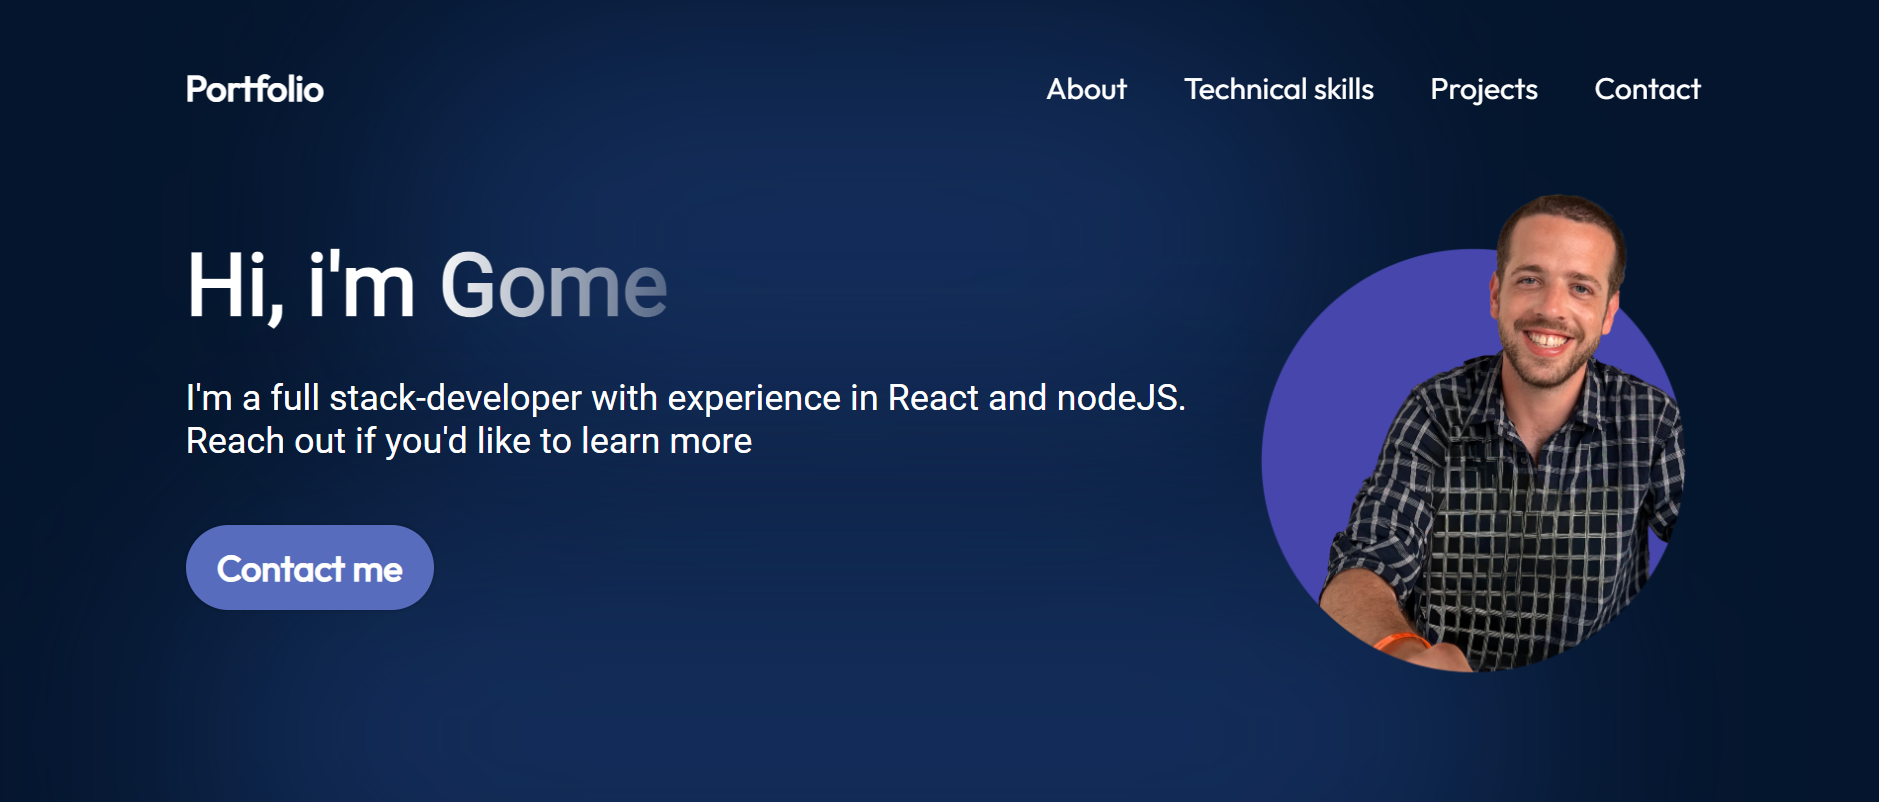 Portfolio
About Technical skills Projects Contact
Hi, i'm Gome
I'm a full stack-developer with experience in React and nodeJS.
Reach out if you'd like to learn more
Contact me